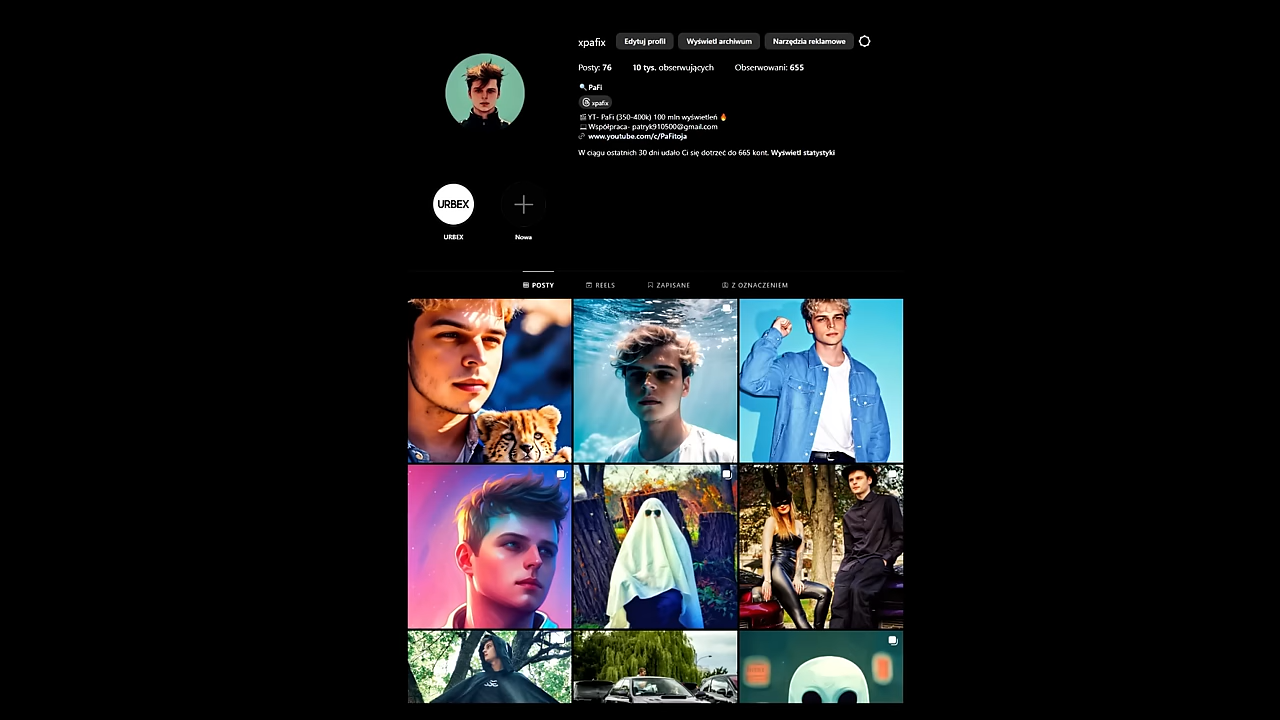 xpafix Edytuj profil Wyświetl archiwum Narzędzia reklamowe
Posty: 76 10 tys. obserwujących Obserwowani: 655
PaFi
xpafix
YT- PaFi (350-400k) 100 mln wyświetleń 🔥
Współpraca- patryk910500@gmail.com
www.youtube.com/c/PaFitoja
W ciągu ostatnich 30 dni udało Ci się dotrzeć do 665 kont. Wyświetl statystyki
URBEX
URBEX Nowa
POSTY REELS ZAPISANE Z OZNACZENIEM